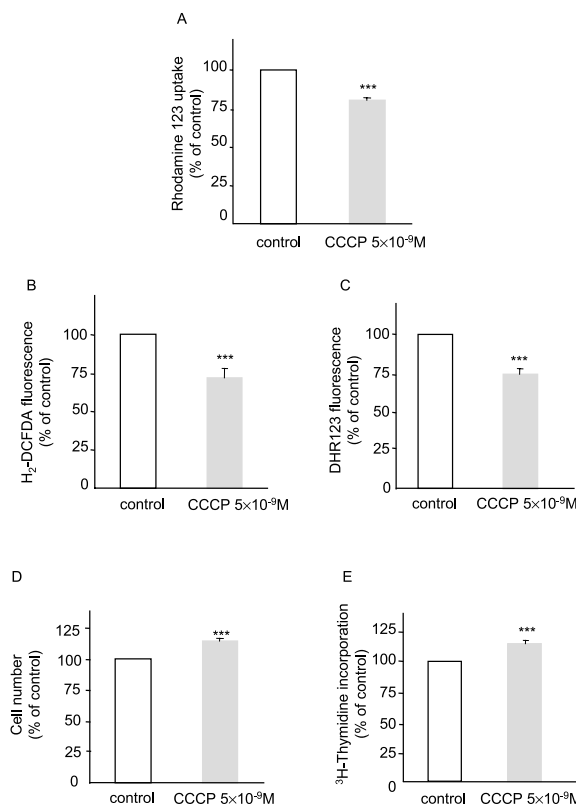 A
Rhodamine 123 uptake
(% of control)
100
75
50
25
0
***
control
CCCP 5×10⁻⁹M
B
H₂-DCFDA fluorescence
(% of control)
100
75
50
25
0
***
control
CCCP 5×10⁻⁹M
C
DHR123 fluorescence
(% of control)
100
75
50
25
0
***
control
CCCP 5×10⁻⁹M
D
Cell number
(% of control)
125
100
75
50
25
0
***
control
CCCP 5×10⁻⁹M
E
³H-Thymidine incorporation
(% of control)
125
100
75
50
25
0
***
control
CCCP 5×10⁻⁹M